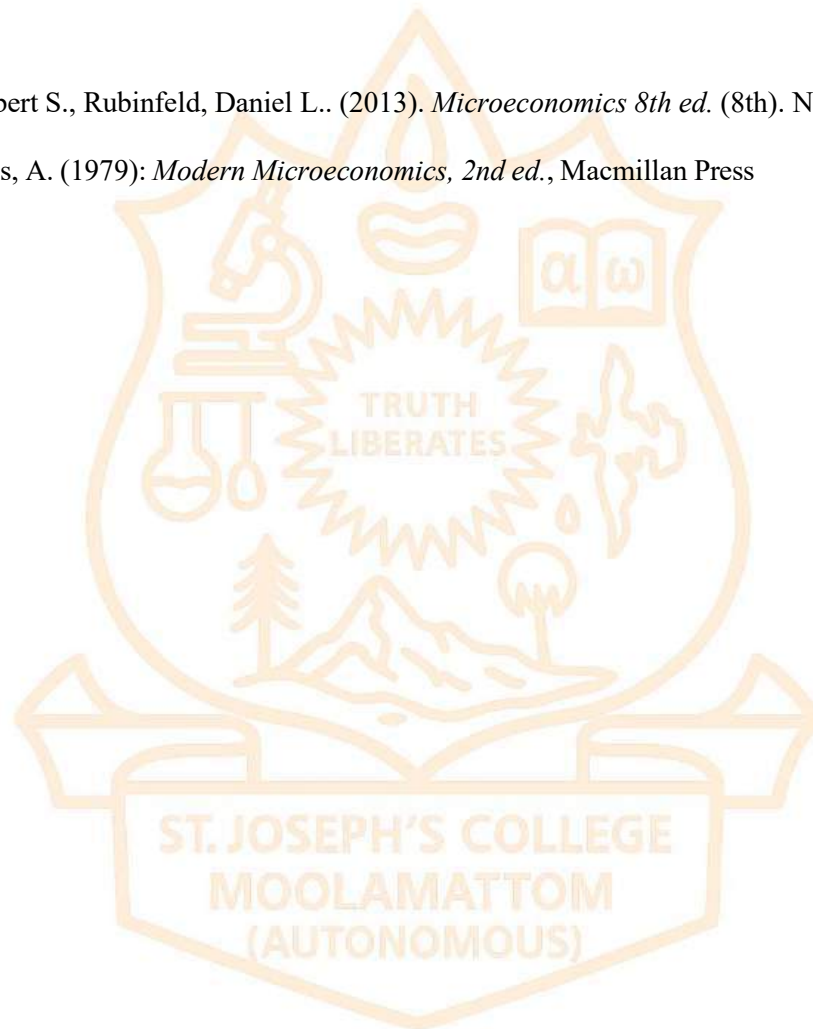 bert S., Rubinfeld, Daniel L.. (2013). Microeconomics 8th ed. (8th). N
s, A. (1979): Modern Microeconomics, 2nd ed., Macmillan Press
α ω
TRUTH
LIBERATES
ST. JOSEPH'S COLLEGE
MOOLAMATTOM
(AUTONOMOUS)